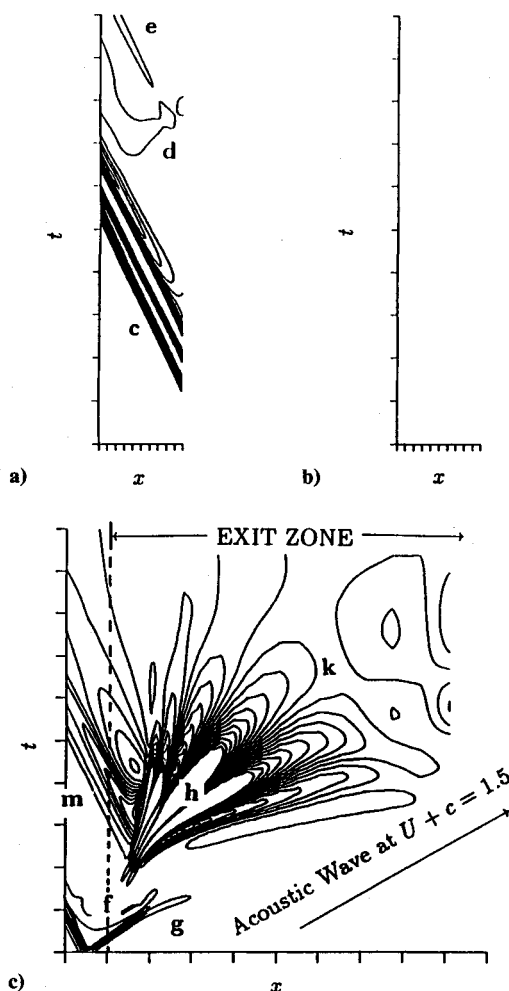 e
d
t
t
c
a)
x
b)
x
EXIT ZONE
k
t
m
h
Acoustic Wave at U + c = 1.5
f
g
c)
x